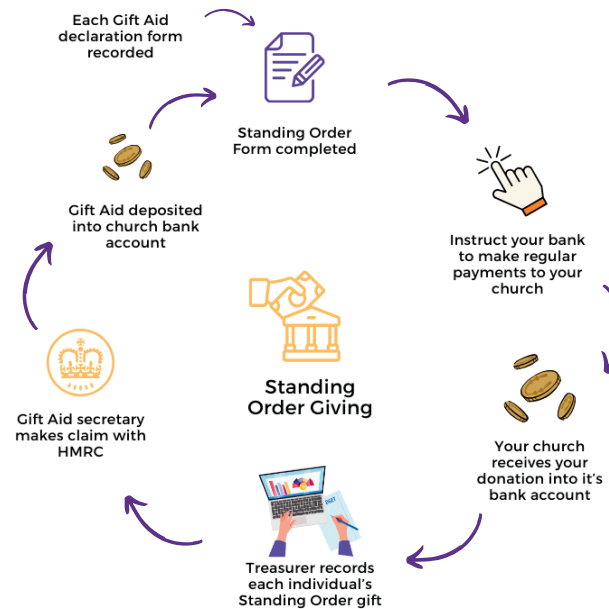 Each Gift Aid
declaration form
recorded
Standing Order
Form completed
Instruct your bank
to make regular
payments to your
church
Your church
receives your
donation into it's
bank account
Treasurer records
each individual's
Standing Order gift
Gift Aid secretary
makes claim with
HMRC
Gift Aid deposited
into church bank
account
Standing
Order Giving